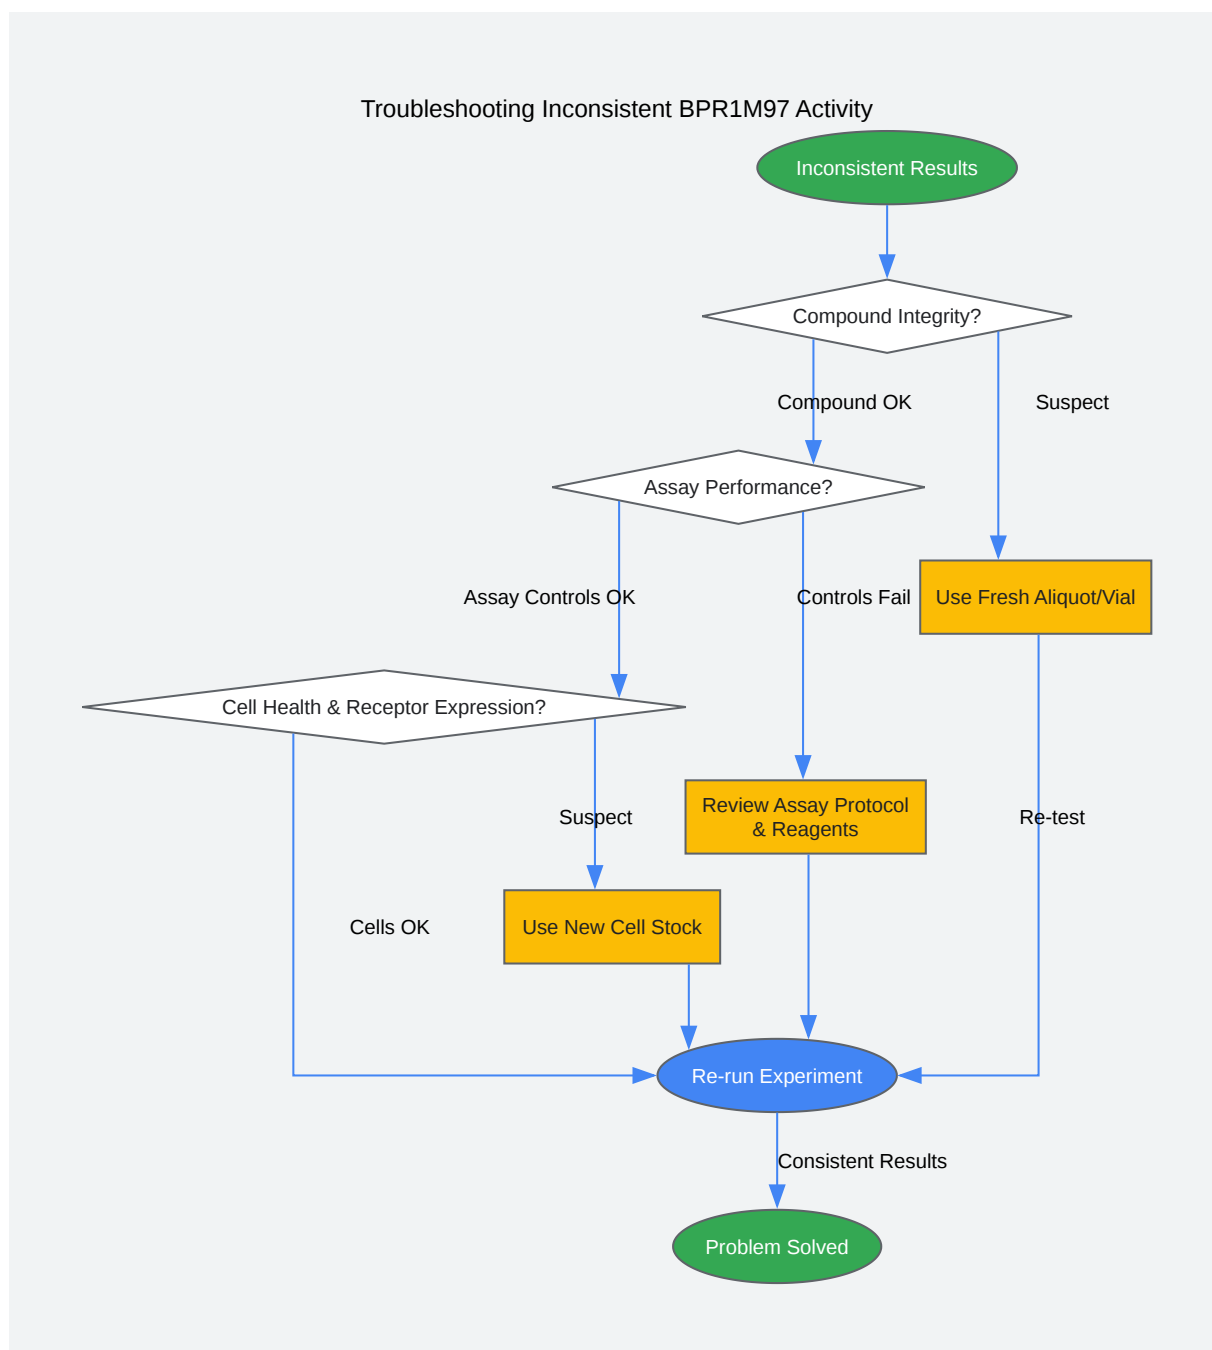 Troubleshooting Inconsistent BPR1M97 Activity
Inconsistent Results
Compound Integrity?
Compound OK
Suspect
Assay Performance?
Assay Controls OK
Controls Fail
Use Fresh Aliquot/Vial
Cell Health & Receptor Expression?
Suspect
Review Assay Protocol
& Reagents
Re-test
Cells OK
Use New Cell Stock
Re-run Experiment
Consistent Results
Problem Solved